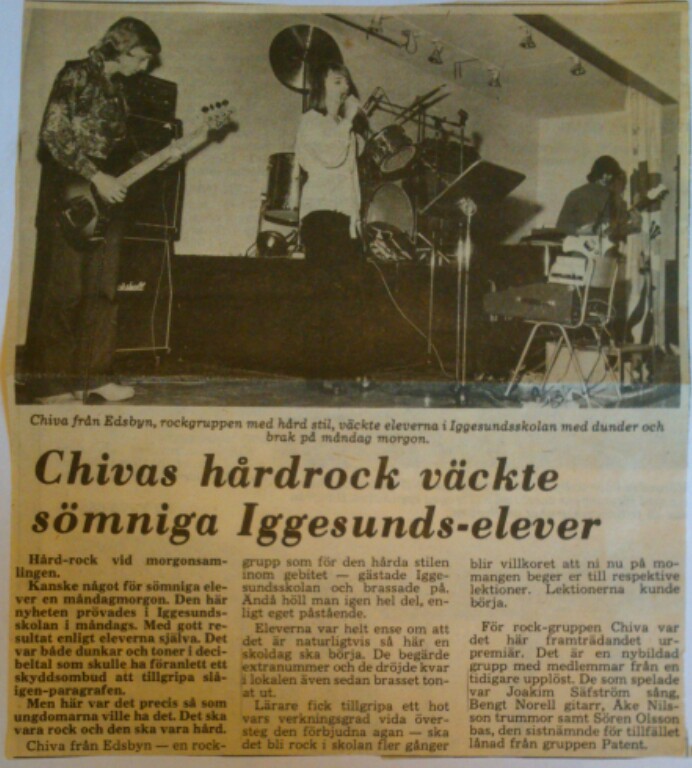 Marshall
Chiva från Edsbyn, rockgruppen med hård stil, väckte eleverna i Iggesundsskolan med dunder och
brak på måndag morgon.
Chivas hårdrock väckte
sömniga Iggesunds-elever
Hård-rock vid morgonsam-
lingen.
Kanske något för sömniga ele-
ver en måndagmorgon. Den här
nyheten prövades i Iggesunds-
skolan i måndags. Med gott re-
sultat enligt eleverna själva. Det
var både dunkar och toner i deci-
beltal som skulle ha föranlett ett
skyddsombud att tillgripa slå-
igen-paragrafen.
Men här var det precis så som
ungdomarna ville ha det. Det ska
vara rock och den ska vara hård.
Chiva från Edsbyn — en rock-
grupp som för den hårda stilen
inom gebitet — gästade Igge-
sundsskolan och brassade på.
Ändå höll man igen hel del, en-
ligt eget påstående.
Eleverna var helt ense om att
det är naturligtvis så här en
skoldag ska börja. De begärde
extranummer och de dröjde kvar
i lokalen även sedan brasset ton-
at ut.
Lärare fick tillgripa ett hot
vars verkningsgrad vida över-
steg den förbjudna agan — ska
det bli rock i skolan fler gånger
blir villkoret att ni nu på mo-
mangen beger er till respektive
lektioner. Lektionerna kunde
börja.
För rock-gruppen Chiva var
det här framträdandet ur-
premiär. Det är en nybildad
grupp med medlemmar från en
tidigare upplöst. De som spelade
var Joakim Säfström sång,
Bengt Norell gitarr, Åke Nils-
son trummor samt Sören Olsson
bas, den sistnämnde för tillfället
lånad från gruppen Patent.